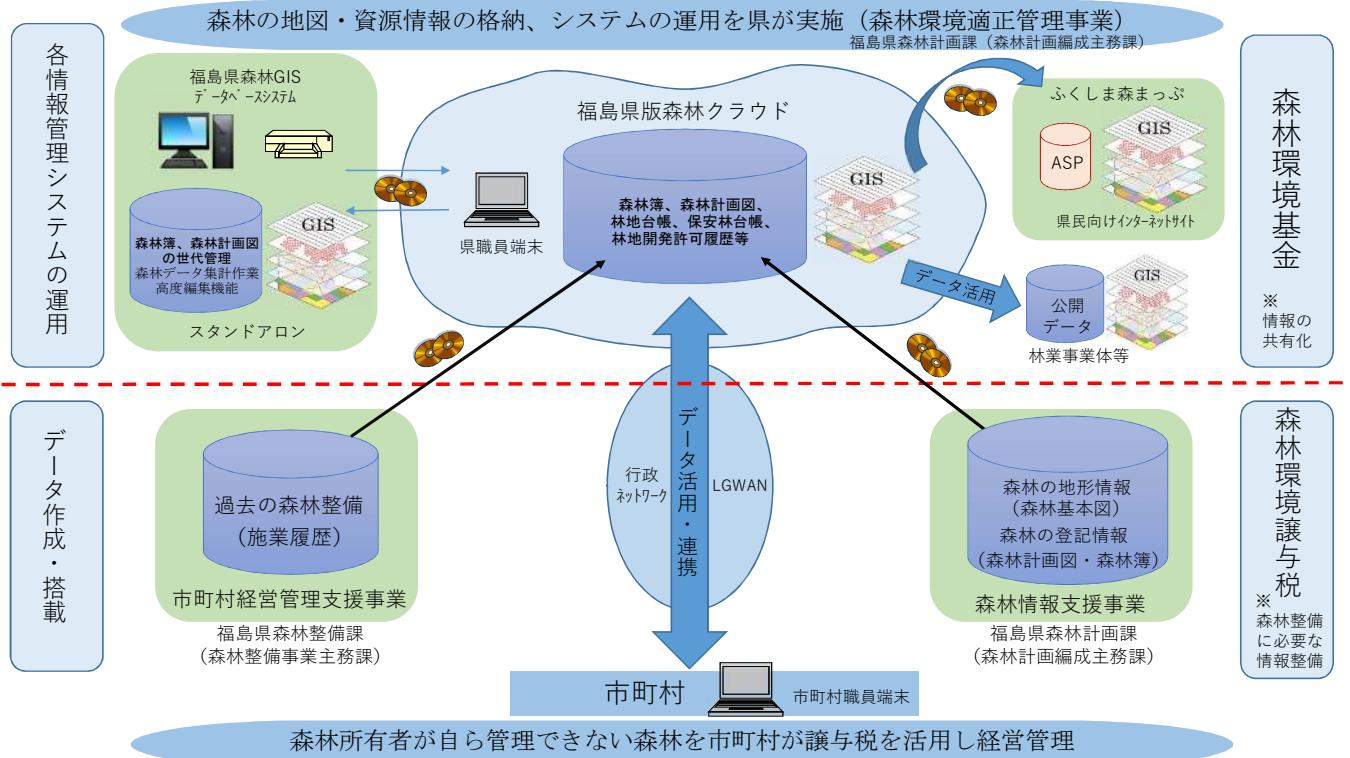 森林の地図・資源情報の格納、システムの運用を県が実施（森林環境適正管理事業）
福島県森林計画課（森林計画編成主務課）
各情報管理システムの運用
福島県森林GIS
ﾃﾞｰﾀﾍﾞｰｽｼｽﾃﾑ
森林簿、森林計画図
の世代管理
森林データ集計作業
高度編集機能
GIS
スタンドアロン
福島県版森林クラウド
県職員端末
森林簿、森林計画図、
林地台帳、保安林台帳、
林地開発許可履歴等
GIS
ふくしま森まっぷ
ASP
GIS
県民向けｲﾝﾀｰﾈｯﾄｻｲﾄ
データ活用
公開
データ
GIS
林業事業体等
森林環境基金
※
情報の
共有化
データ作成・搭載
過去の森林整備
（施業履歴）
市町村経営管理支援事業
福島県森林整備課
（森林整備事業主務課）
行政
ﾈｯﾄﾜｰｸ
データ活用・連携
LGWAN
森林の地形情報
（森林基本図）
森林の登記情報
（森林計画図・森林簿）
森林情報支援事業
福島県森林計画課
（森林計画編成主務課）
森林環境譲与税
※
森林整備
に必要な
情報整備
市町村
市町村職員端末
森林所有者が自ら管理できない森林を市町村が譲与税を活用し経営管理